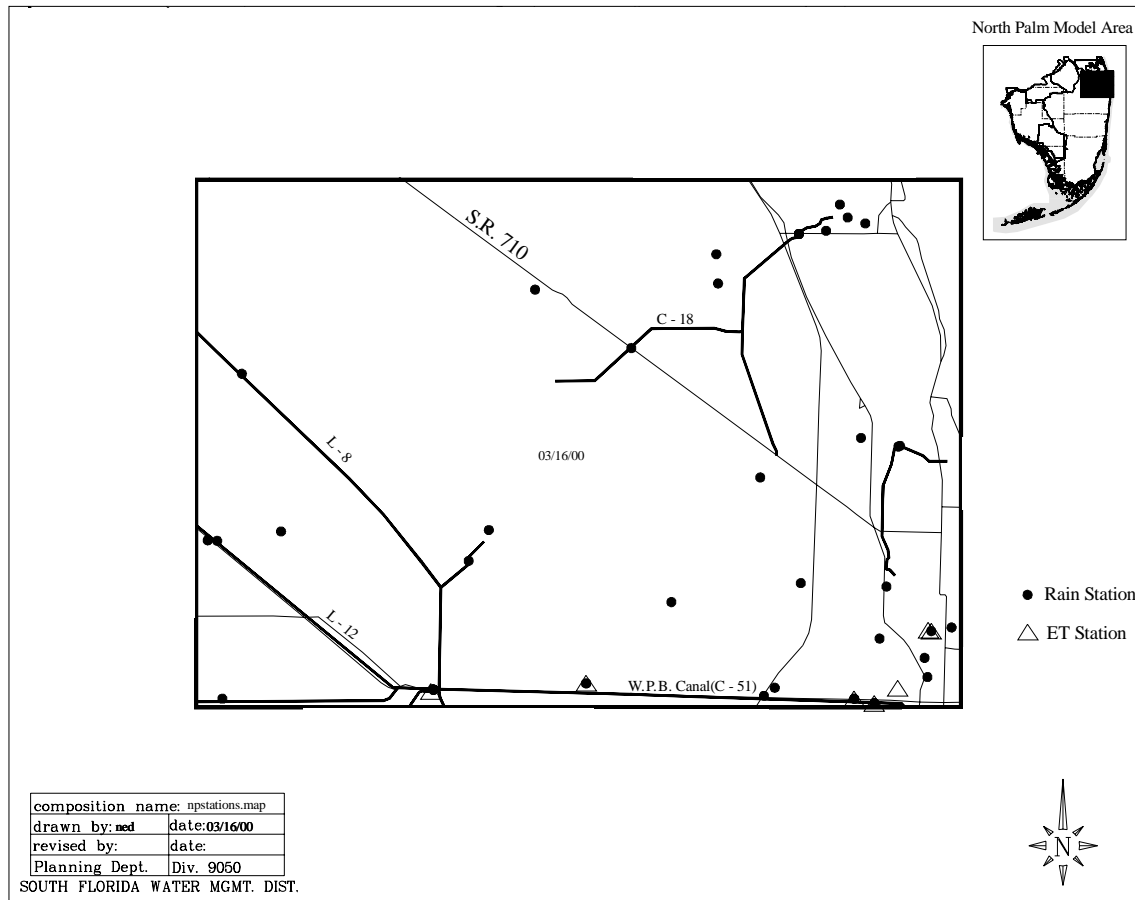 North Palm Model Area
S.R. 710
C - 18
L - 8
03/16/00
L - 12
W.P.B. Canal(C - 51)
Rain Station
ET Station
composition name: npstations.map
drawn by: ned date:03/16/00
revised by: date:
Planning Dept. Div. 9050
SOUTH FLORIDA WATER MGMT. DIST.
N